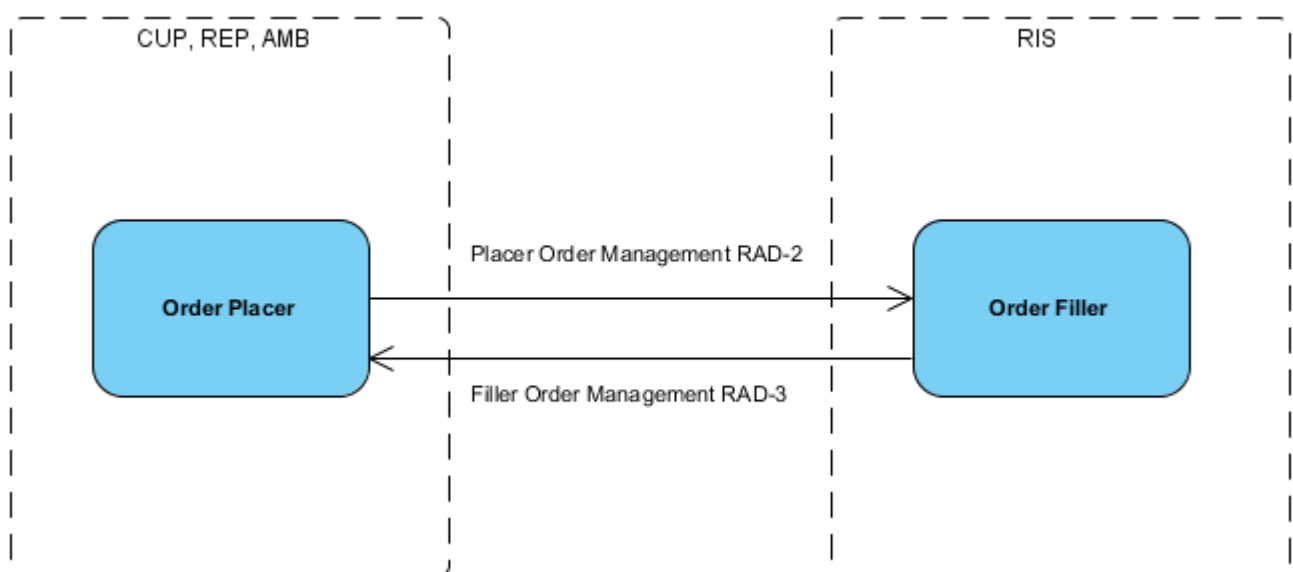 CUP, REP, AMB
RIS
Placer Order Management RAD-2
Order Placer
Order Filler
Filler Order Management RAD-3